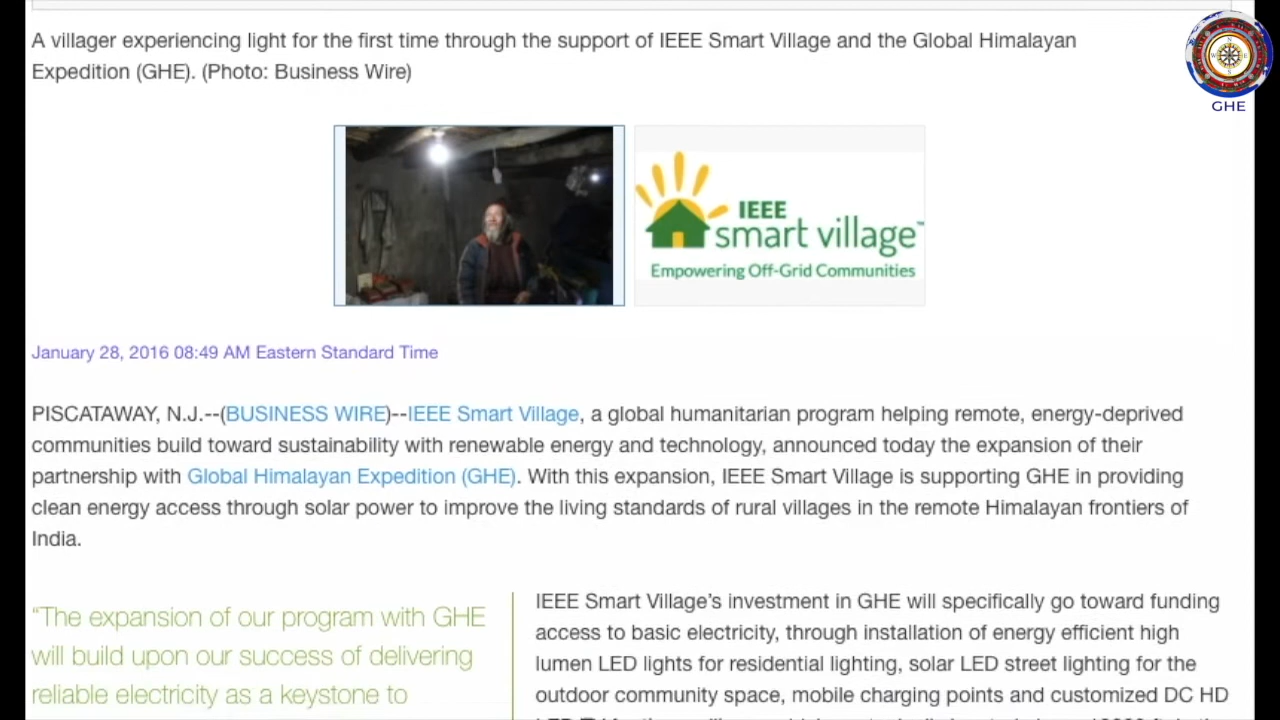 A villager experiencing light for the first time through the support of IEEE Smart Village and the Global Himalayan
Expedition (GHE). (Photo: Business Wire)
GHE
IEEE
smart village™
Empowering Off-Grid Communities
January 28, 2016 08:49 AM Eastern Standard Time
PISCATAWAY, N.J.--(BUSINESS WIRE)--IEEE Smart Village, a global humanitarian program helping remote, energy-deprived
communities build toward sustainability with renewable energy and technology, announced today the expansion of their
partnership with Global Himalayan Expedition (GHE). With this expansion, IEEE Smart Village is supporting GHE in providing
clean energy access through solar power to improve the living standards of rural villages in the remote Himalayan frontiers of
India.
“The expansion of our program with GHE
will build upon our success of delivering
reliable electricity as a keystone to
IEEE Smart Village’s investment in GHE will specifically go toward funding
access to basic electricity, through installation of energy efficient high
lumen LED lights for residential lighting, solar LED street lighting for the
outdoor community space, mobile charging points and customized DC HD